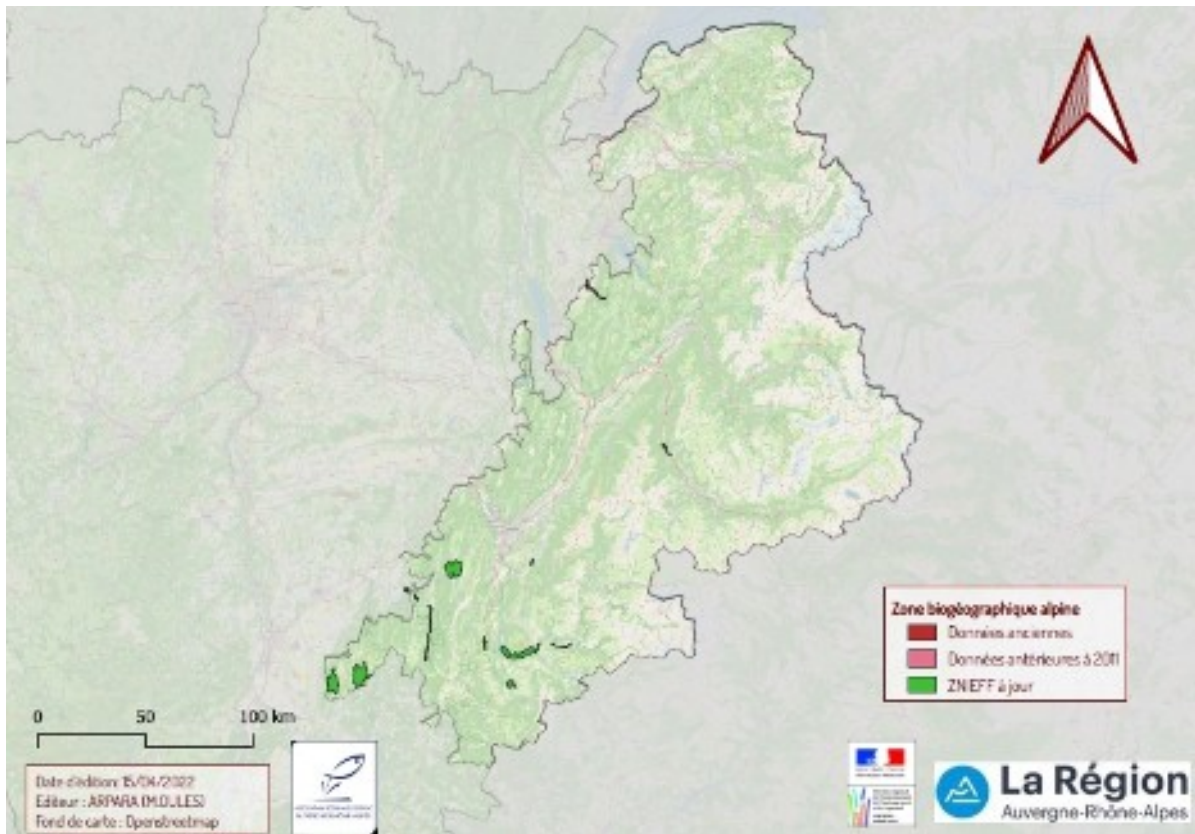 Zone biogéographique alpine
Données anciennes
Données antérieures à 2011
ZNIEFF à jour
0 50 100 km
Date d'édition: 15/04/2022
Editeur : ARPARA (M.DULES)
Fond de carte : Openstreetmap
La Région
Auvergne-Rhône-Alpes